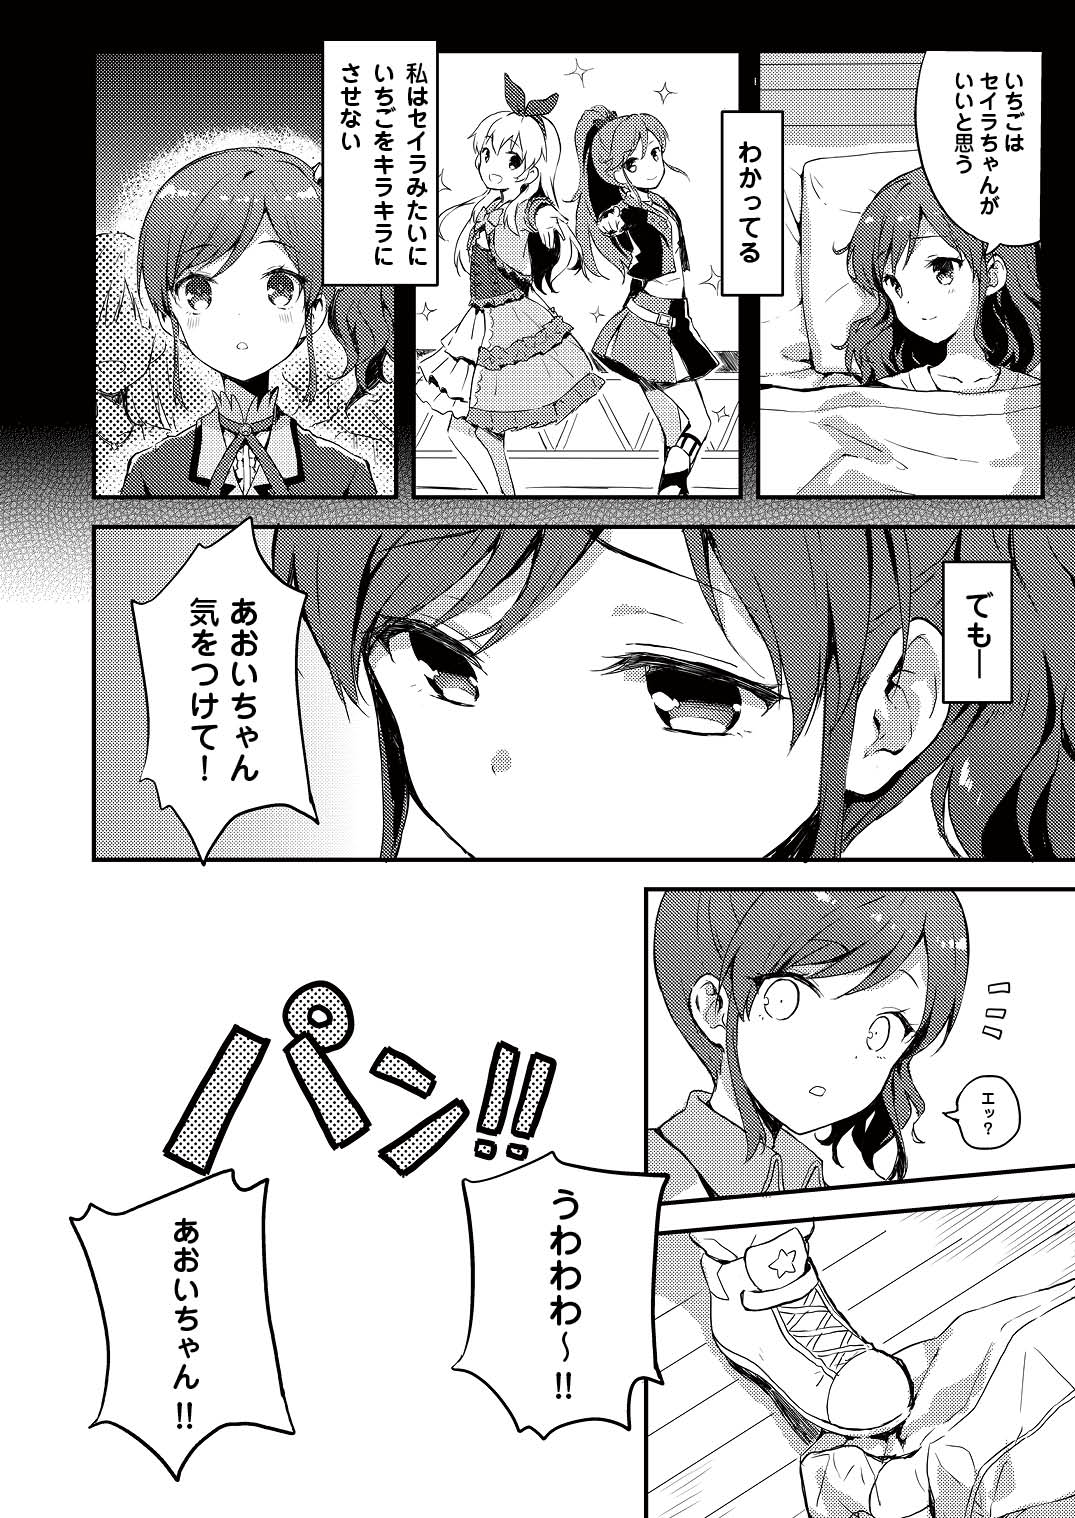 いちごは
セイラちゃんが
いいと思う
わかってる
私はセイラみたいに
いちごをキラキラに
させない
でも―
あおいちゃん
気をつけて!
エッ?
パン!!
うわわわ~!!
あおいちゃん!!